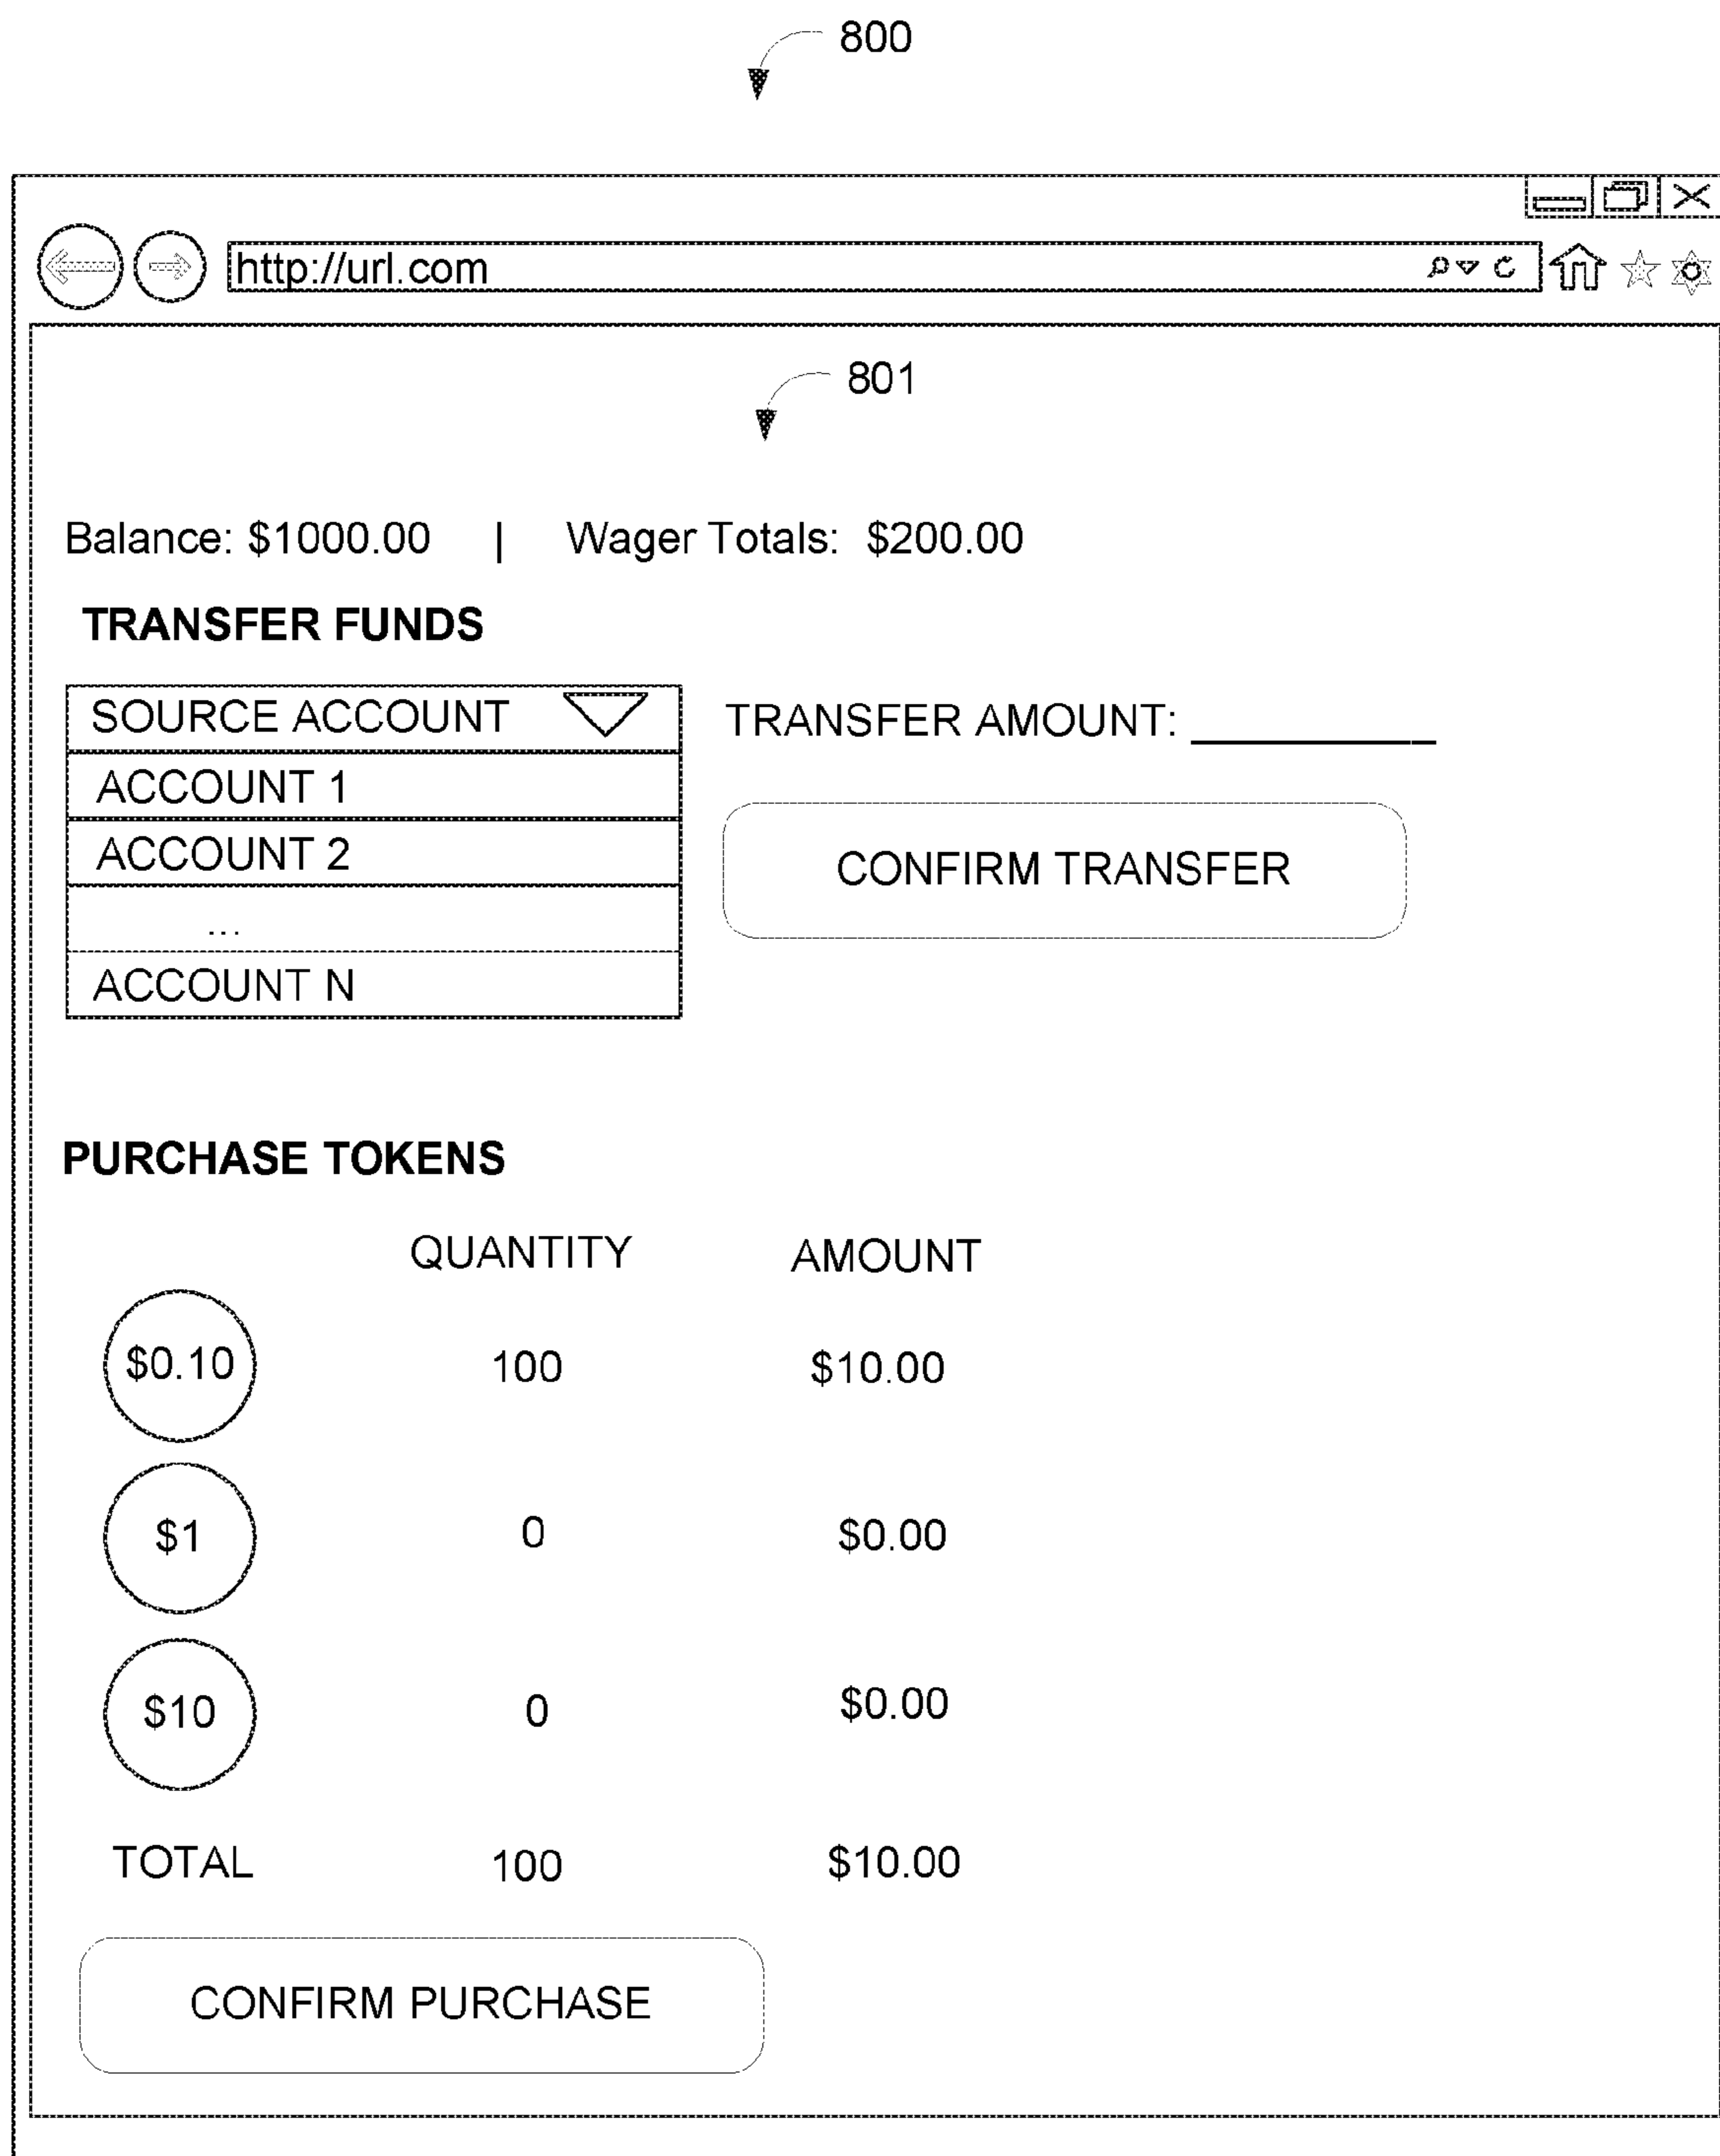 800
http://url.com
801
Balance: $1000.00 | Wager Totals: $200.00
TRANSFER FUNDS
SOURCE ACCOUNT
TRANSFER AMOUNT: ___________
ACCOUNT 1
ACCOUNT 2
CONFIRM TRANSFER
...
ACCOUNT N
PURCHASE TOKENS
QUANTITY AMOUNT
$0.10 100 $10.00
$1 0 $0.00
$10 0 $0.00
TOTAL 100 $10.00
CONFIRM PURCHASE